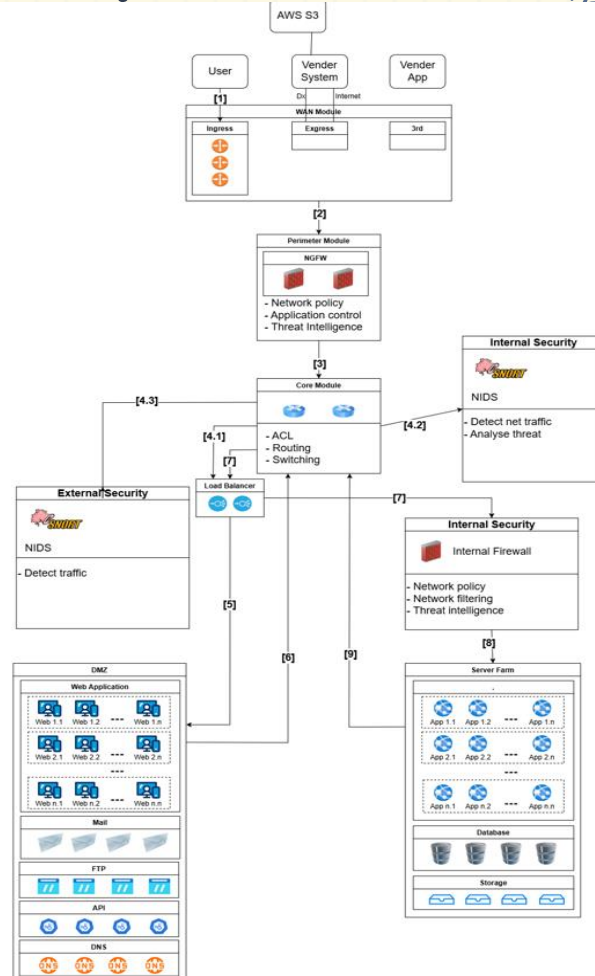 AWS S3
User
Vender
System
Vender
App
[1]
Dx
Internet
WAN Module
Ingress
Exgress
3rd
[2]
Perimeter Module
NGFW
- Network policy
- Application control
- Threat Intelligence
[3]
Core Module
- ACL
- Routing
- Switching
Internal Security
SNORT
NIDS
- Detect net traffic
- Analyse threat
[4.3]
[4.1]
[4.2]
[7]
Load Balancer
External Security
SNORT
NIDS
- Detect traffic
[7]
Internal Security
Internal Firewall
- Network policy
- Network filtering
- Threat intelligence
[5]
[6]
[9]
[8]
DMZ
Web Application
Web 1.1 Web 1.2 --- Web 1.n
Web 2.1 Web 2.2 --- Web 2.n
---
Web n.1 Web n.2 --- Web n.n
Mail
FTP
API
DNS
DNS DNS DNS DNS
Server Farm
.
App 1.1 App 1.2 --- App 1.n
App 2.1 App 2.2 --- App 2.n
---
App n.1 App n.2 --- App n.n
Database
Storage